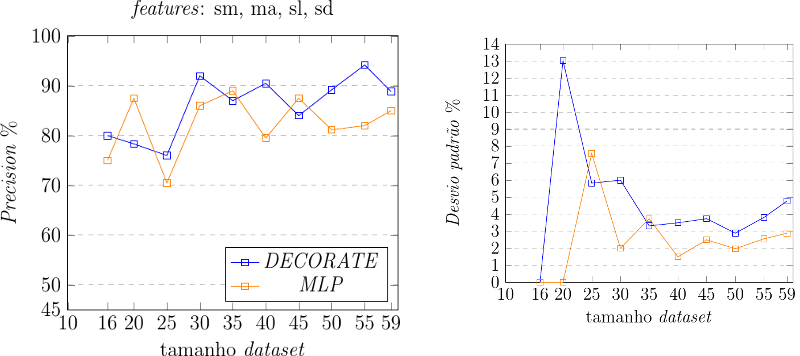 features: sm, ma, sl, sd
Precision %
100
90
80
70
60
50
45
10 16 20 25 30 35 40 45 50 55 59
tamanho dataset
DECORATE
MLP
Desvio padrão %
14
13
12
11
10
9
8
7
6
5
4
3
2
1
0
10 16 20 25 30 35 40 45 50 55 59
tamanho dataset